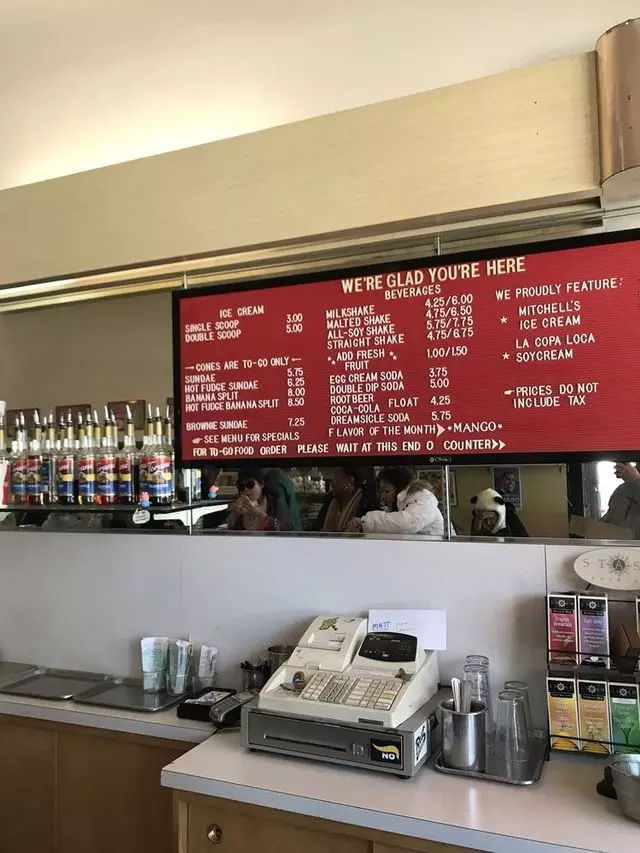 WE'RE GLAD YOU'RE HERE
ICE CREAM
SINGLE SCOOP 3.00
DOUBLE SCOOP 5.00
CONES ARE TO-GO ONLY
SUNDAE 5.75
HOT FUDGE SUNDAE 6.25
BANANA SPLIT 8.00
HOT FUDGE BANANA SPLIT 8.50
BROWNIE SUNDAE 7.25
SEE MENU FOR SPECIALS
BEVERAGES
MILKSHAKE 4.25/6.00
MALTED SHAKE 4.75/6.50
ALL-SOY SHAKE 5.75/7.75
STRAIGHT SHAKE 4.75/6.75
*ADD FRESH * 1.00/1.50
FRUIT
EGG CREAM SODA 3.75
DOUBLE DIP SODA 5.00
ROOTBEER
COCA-COLA FLOAT 4.25
DREAMSICLE SODA 5.75
FLAVOR OF THE MONTH *MANGO*
WE PROUDLY FEATURE:
* MITCHELL'S
ICE CREAM
LA COPA LOCA
* SOYCREAM
PRICES DO NOT
INCLUDE TAX
FOR TO-GO FOOD ORDER PLEASE WAIT AT THIS END O COUNTER
MATT
NO
STAS
English Breakfast
Earl Grey